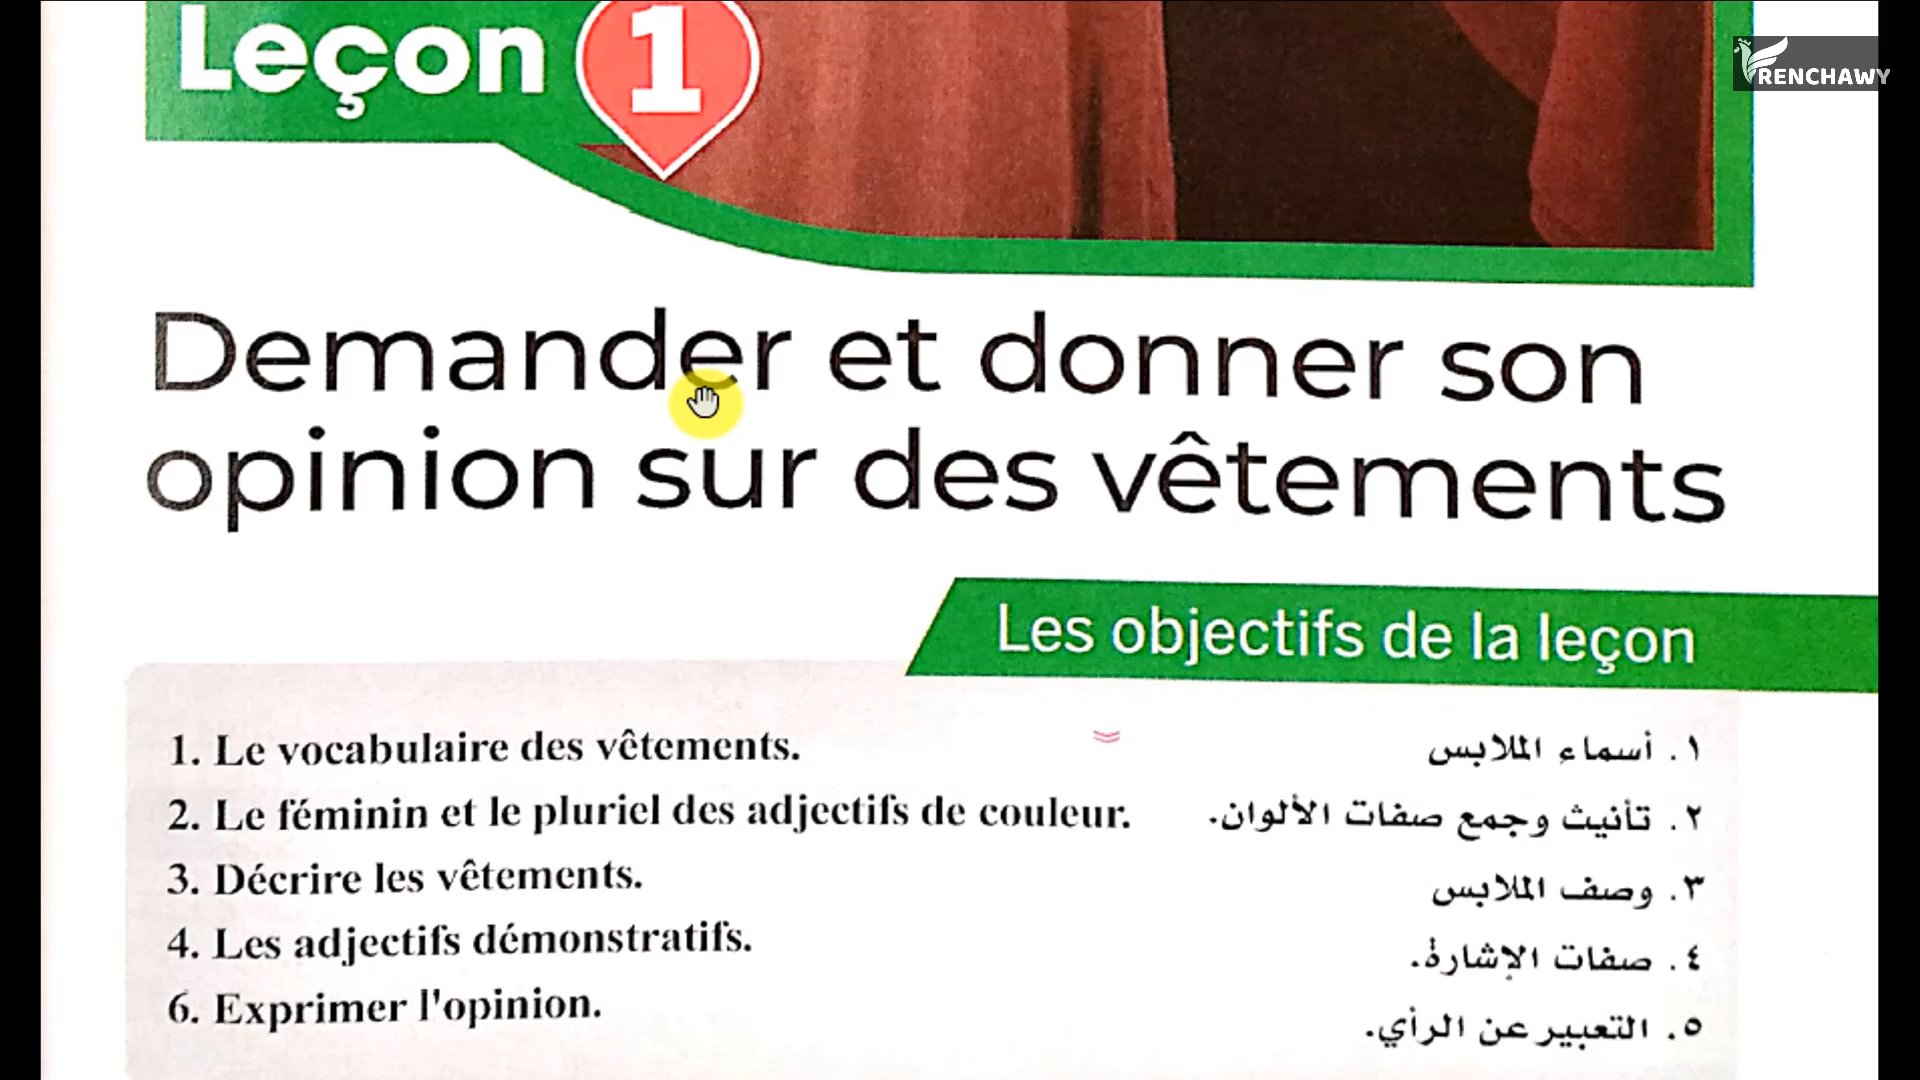 Leçon 1
RENCHAWY
Demander et donner son
opinion sur des vêtements
Les objectifs de la leçon
1. Le vocabulaire des vêtements.
١. أسماء الملابس
2. Le féminin et le pluriel des adjectifs de couleur.
٢. تأنيث وجمع صفات الألوان.
3. Décrire les vêtements.
٣. وصف الملابس
4. Les adjectifs démonstratifs.
٤. صفات الإشارة.
6. Exprimer l'opinion.
٥. التعبير عن الرأي.